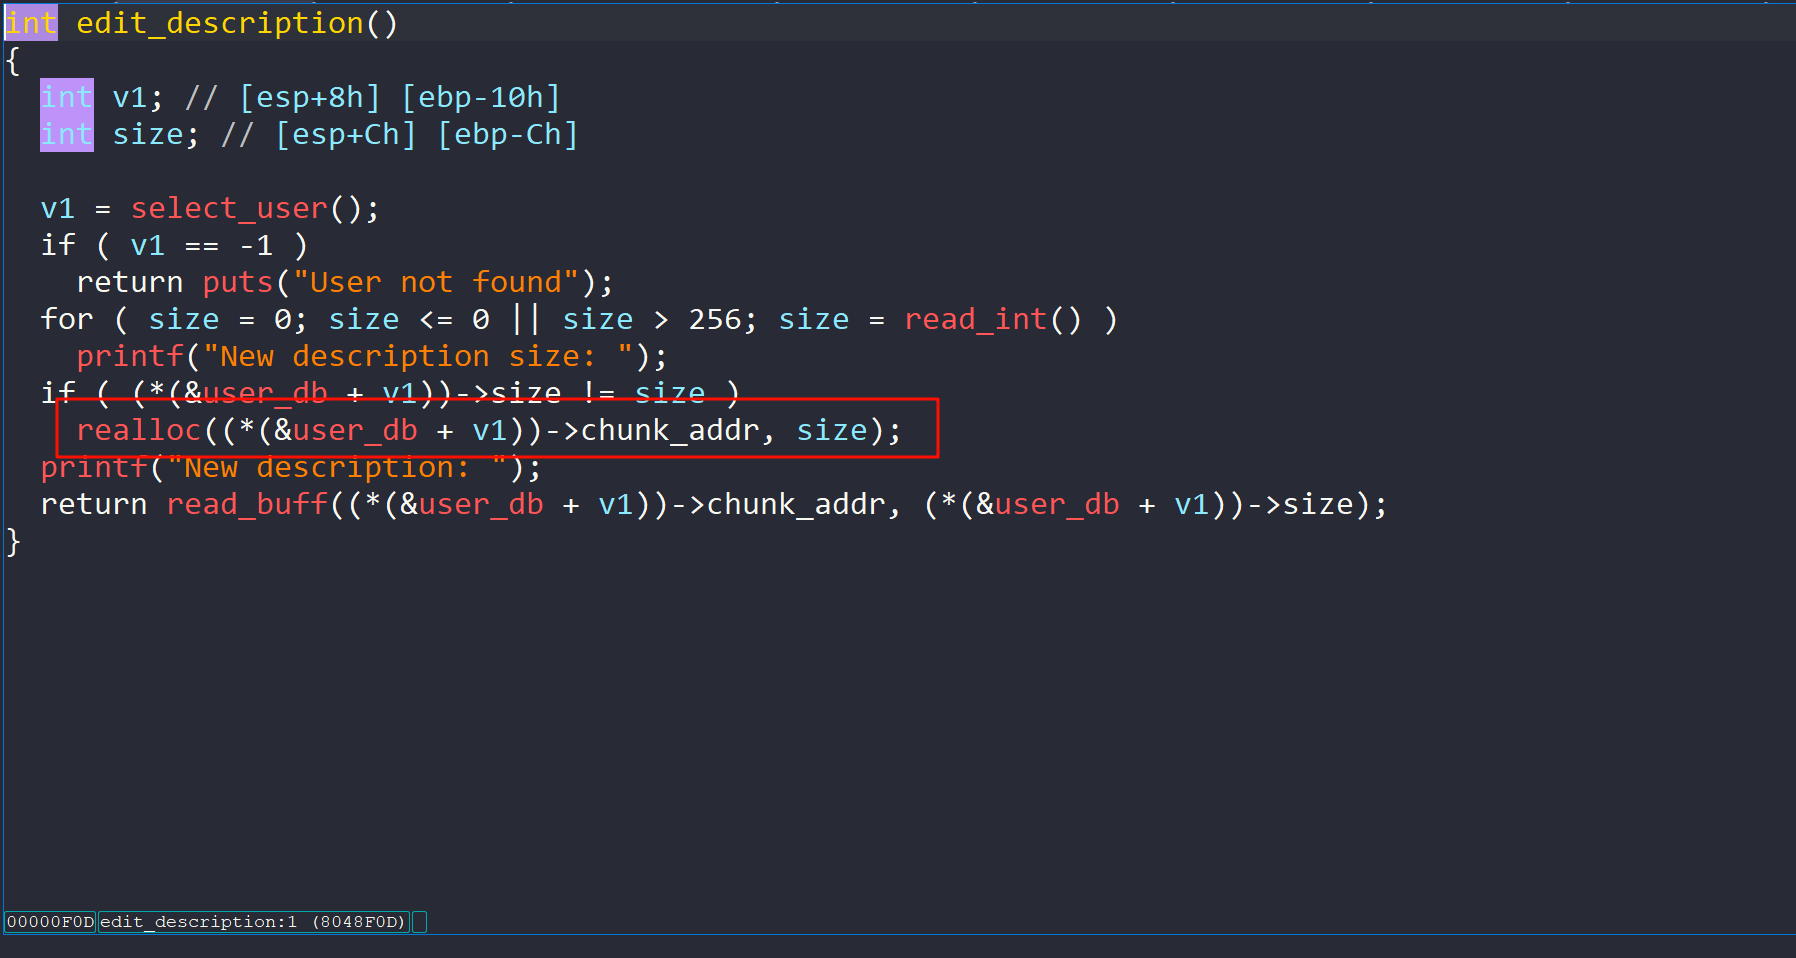 int edit_description()
{
  int v1; // [esp+8h] [ebp-10h]
  int size; // [esp+Ch] [ebp-Ch]

  v1 = select_user();
  if ( v1 == -1 )
    return puts("User not found");
  for ( size = 0; size <= 0 || size > 256; size = read_int() )
    printf("New description size: ");
  if ( (*(&user_db + v1))->size != size )
    realloc((*(&user_db + v1))->chunk_addr, size);
  printf("New description: ");
  return read_buff((*(&user_db + v1))->chunk_addr, (*(&user_db + v1))->size);
}
00000F0D edit_description:1 (8048F0D)